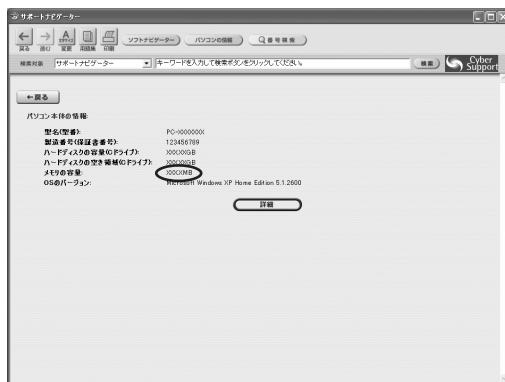 サポートナビゲーター
戻る 進む 文字サイズ 変更 用語集 印刷
ソフトナビゲーター パソコンの情報 番号検索
検索対象 サポートナビゲーター キーワードを入力して検索ボタンをクリックしてください。 検索 Cyber Support
←戻る
パソコン本体の情報:
型名(型番): PC-XXXXXXX
製造番号(保証書番号): 123456789
ハードディスクの容量(Cドライブ): XXXXXGB
ハードディスクの空き領域(Cドライブ): XXXXXGB
メモリの容量: XXXXMB
OSのバージョン: Microsoft Windows XP Home Edition 5.1.2600
詳細